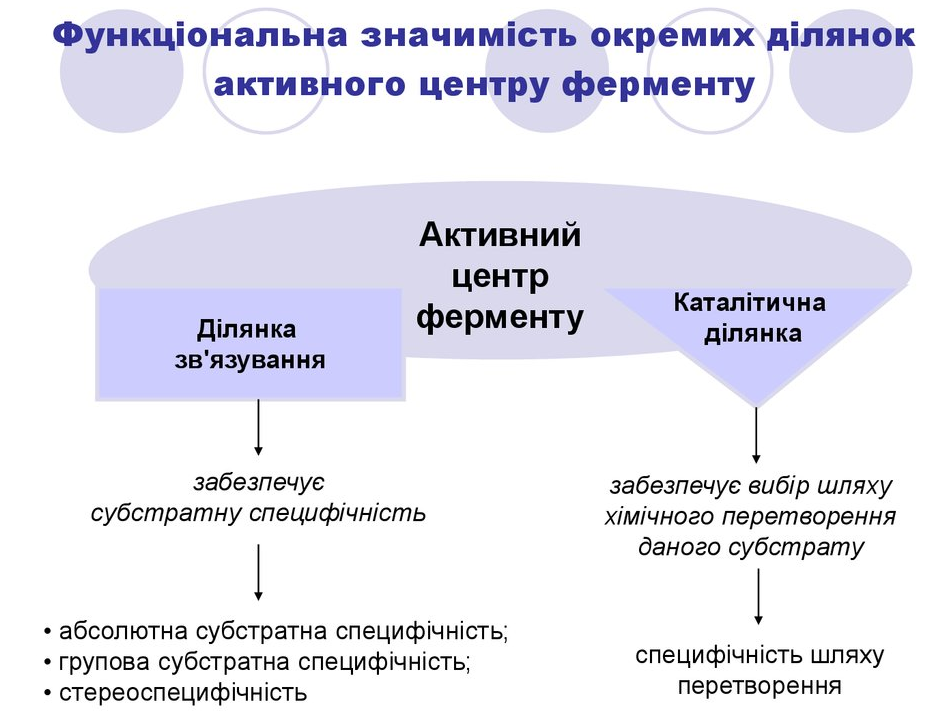 Функціональна значимість окремих ділянок
активного центру ферменту
Активний
центр
ферменту
Ділянка
зв'язування
Каталітична
ділянка
забезпечує
субстратну специфічність
забезпечує вибір шляху
хімічного перетворення
даного субстрату
• абсолютна субстратна специфічність;
• групова субстратна специфічність;
• стереоспецифічність
специфічність шляху
перетворення